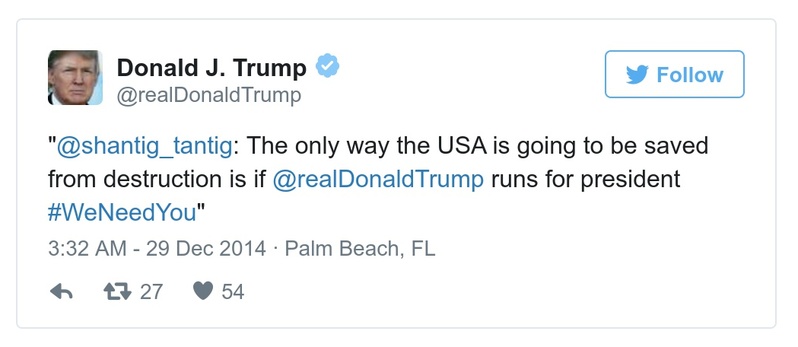 Donald J. Trump
@realDonaldTrump
Follow
"@shantig_tantig: The only way the USA is going to be saved
from destruction is if @realDonaldTrump runs for president
#WeNeedYou"
3:32 AM - 29 Dec 2014 · Palm Beach, FL
27 54